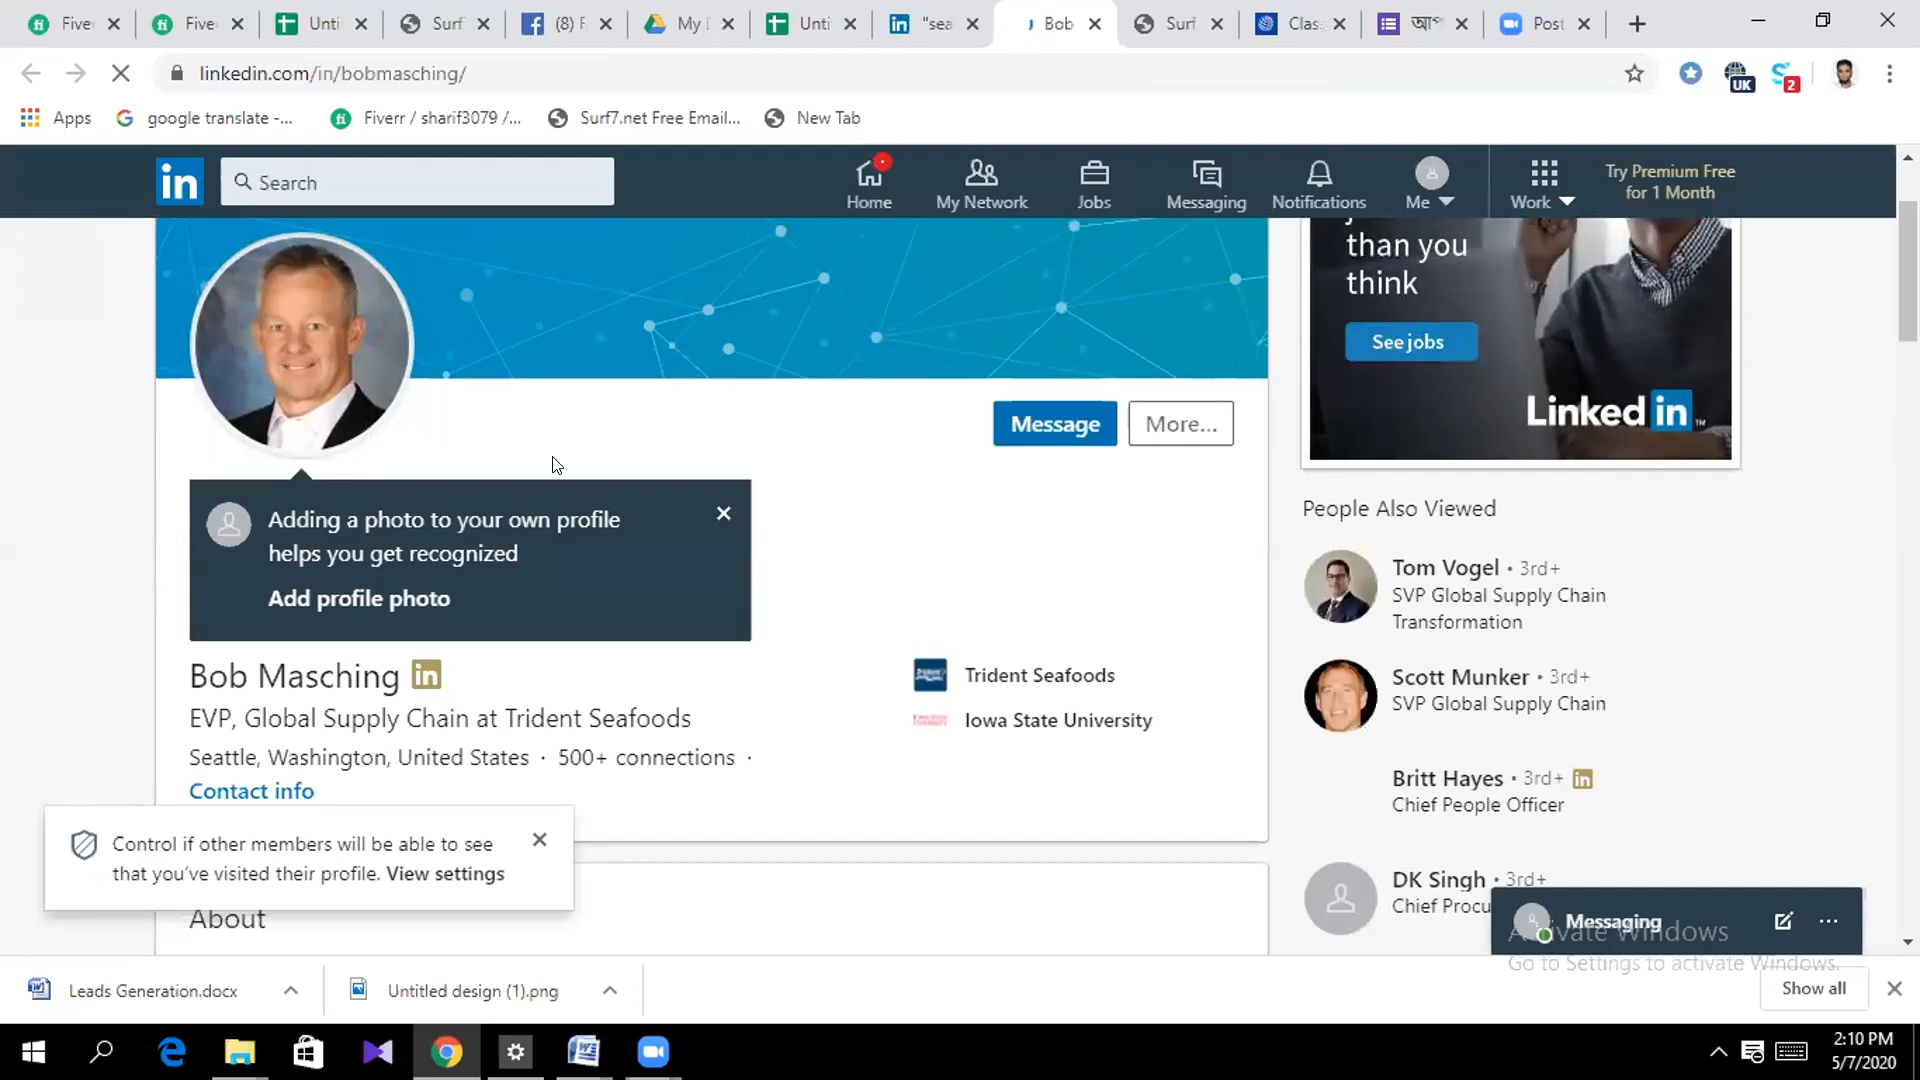 Five
Five
Unti
Surf
(8) F
My
Unti
"sea
Bob
Surf
Clas
আপ
Post
linkedin.com/in/bobmasching/
UK
2
Apps
google translate -...
Fiverr / sharif3079 /...
Surf7.net Free Email...
New Tab
in
Search
Home
My Network
Jobs
Messaging
Notifications
Me
Work
Try Premium Free
for 1 Month
than you
think
See jobs
Linked in
Message
More...
Adding a photo to your own profile
helps you get recognized
Add profile photo
Bob Masching in
EVP, Global Supply Chain at Trident Seafoods
Seattle, Washington, United States · 500+ connections ·
Contact info
Trident Seafoods
Iowa State University
People Also Viewed
Tom Vogel • 3rd+
SVP Global Supply Chain
Transformation
Scott Munker • 3rd+
SVP Global Supply Chain
Britt Hayes • 3rd+ in
Chief People Officer
DK Singh • 3rd+
Chief Procu
Control if other members will be able to see
that you've visited their profile. View settings
About
Messaging
Activate Windows
Go to Settings to activate Windows.
Leads Generation.docx
Untitled design (1).png
Show all
2:10 PM
5/7/2020